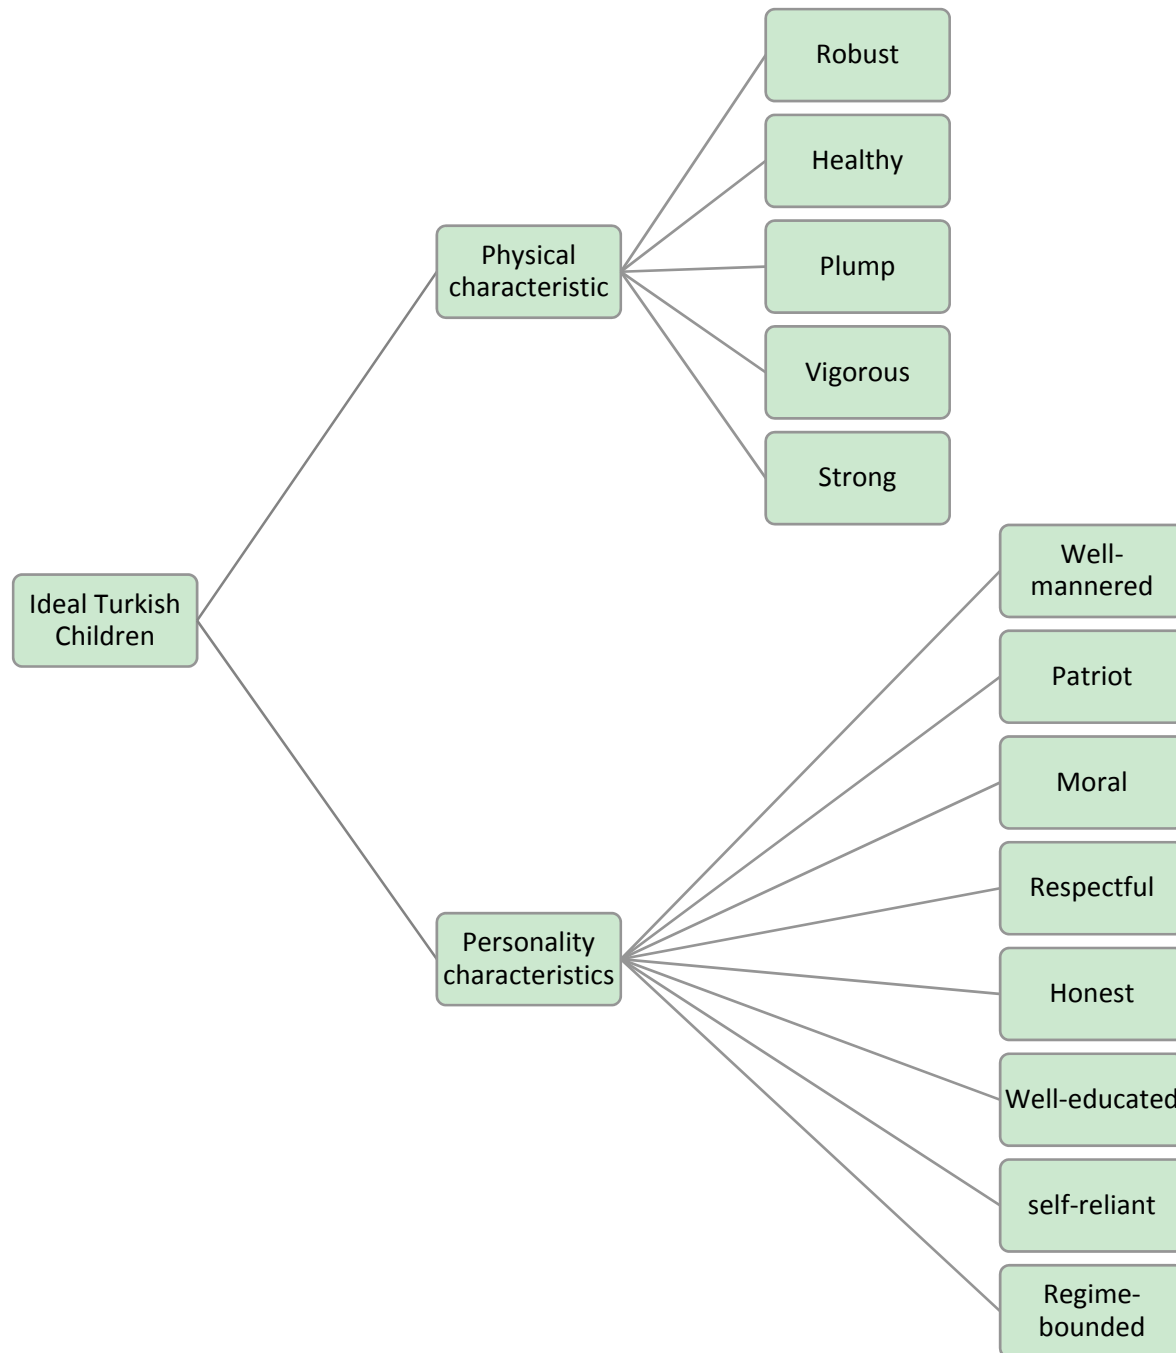 Robust
Healthy
Physical
characteristic
Plump
Vigorous
Strong
Ideal Turkish
Children
Well-
mannered
Patriot
Moral
Respectful
Personality
characteristics
Honest
Well-educated
self-reliant
Regime-
bounded